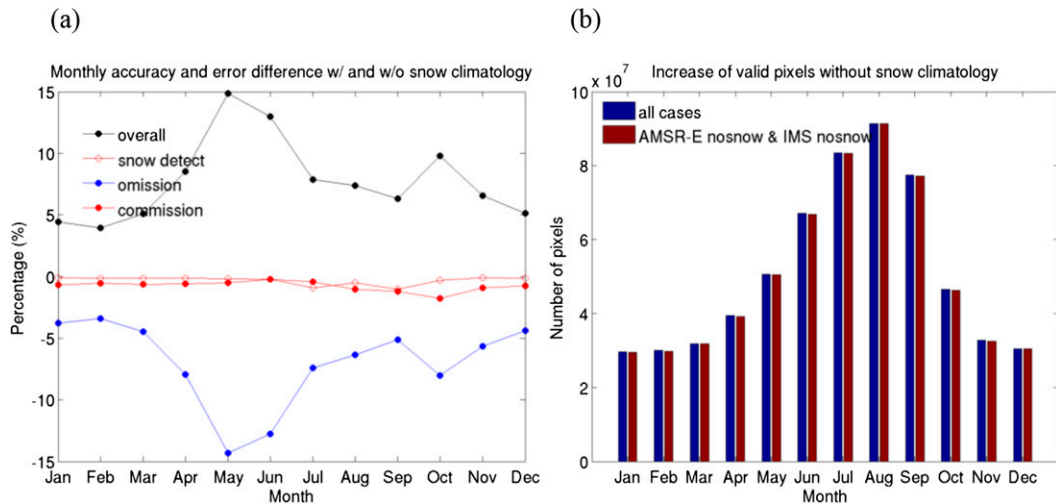 (a)
Monthly accuracy and error difference w/ and w/o snow climatology
15
10
5
0
-5
-10
-15
Percentage (%)
overall
snow detect
omission
commission
Jan Feb Mar Apr May Jun Jul Aug Sep Oct Nov Dec
Month
(b)
x 10^7
Increase of valid pixels without snow climatology
10
8
6
4
2
0
Number of pixels
all cases
AMSR-E nosnow & IMS nosnow
Jan Feb Mar Apr May Jun Jul Aug Sep Oct Nov Dec
Month